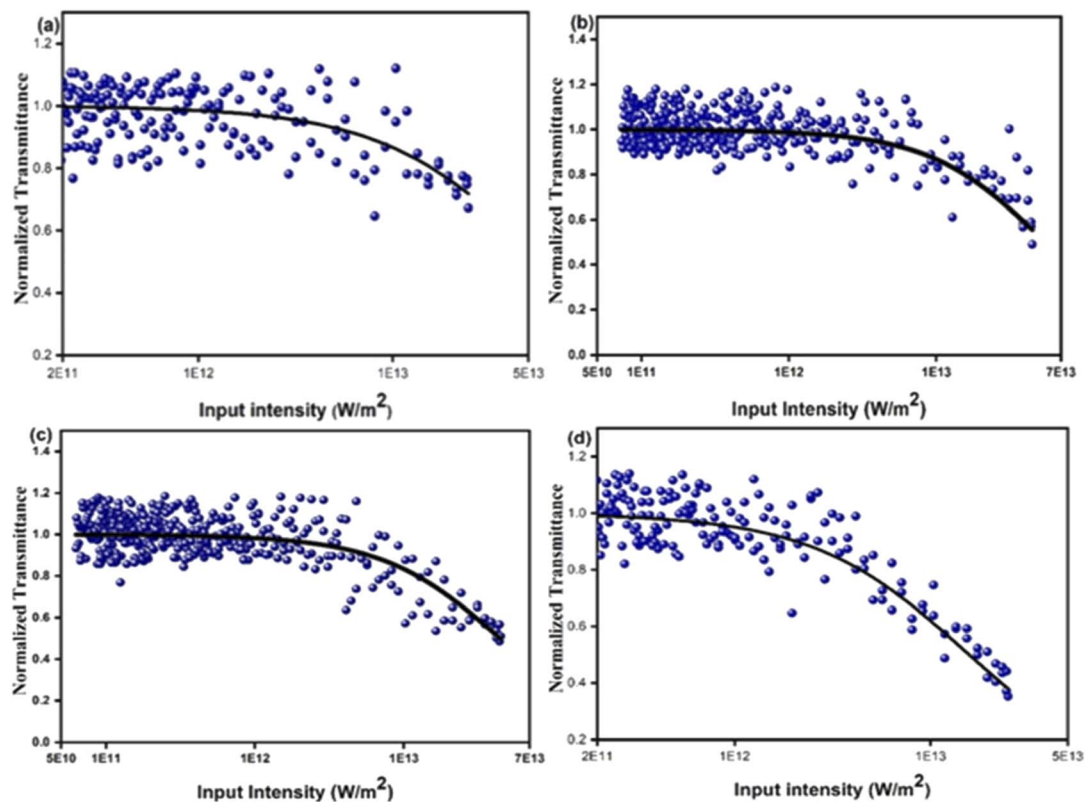 (a)
1.2
1.0
0.8
0.6
0.4
0.2
Normalized Transmittance
2E11 1E12 1E13 5E13
Input intensity (W/m²)
(b)
1.4
1.2
1.0
0.8
0.6
0.4
0.2
0.0
Normalized Transmittance
5E10 1E11 1E12 1E13 7E13
Input Intensity (W/m²)
(c)
1.4
1.2
1.0
0.8
0.6
0.4
0.2
0.0
Normalized Transmittance
5E10 1E11 1E12 1E13 7E13
Input Intensity (W/m²)
(d)
1.2
1.0
0.8
0.6
0.4
0.2
Normalized Transmittance
2E11 1E12 1E13 5E13
Input intensity (W/m²)